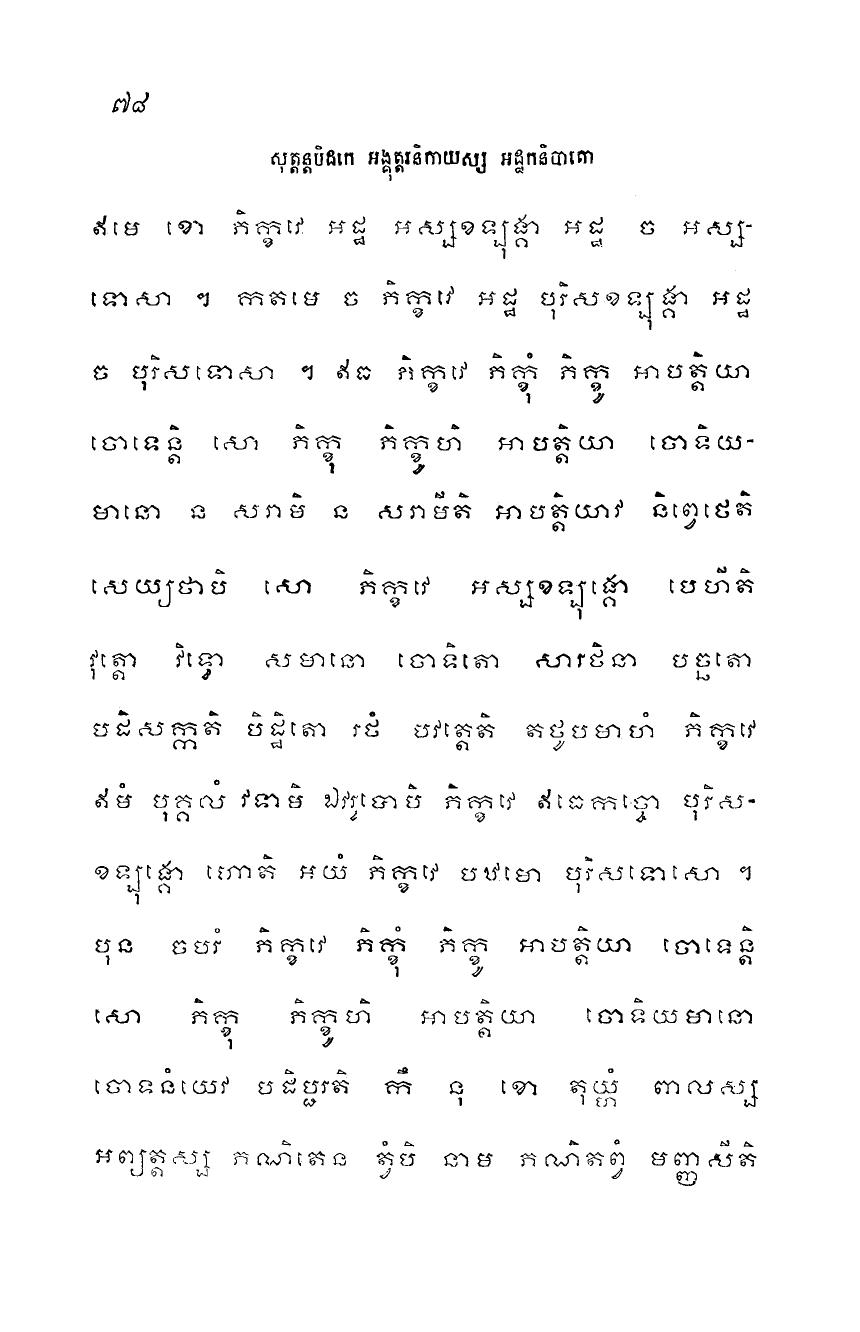 ៧៨
សុត្តន្តបិដកេ អង្គុត្តរនិកាយស្ស អដ្ឋកនិបាតោ
ឥមេ ខោ ភិក្ខវេ អដ្ឋ អស្សខឡុង្កា អដ្ឋ ច អស្ស-
ទោសា ។ កតមេ ច ភិក្ខវេ អដ្ឋ បុរិសខឡុង្កា អដ្ឋ
ច បុរិសទោសា ។ ឥធ ភិក្ខវេ ភិក្ខុំ ភិក្ខូ អាបត្តិយា
ចោទេន្តិ សោ ភិក្ខុ ភិក្ខូហិ អាបត្តិយា ចោទិយ-
មានោ ន សរាមិ ន សរាមីតិ អាបត្តិយាវ និព្វេឋេតិ
សេយ្យថាបិ សោ ភិក្ខវេ អស្សខឡុង្កោ បេហីតិ
វុត្តោ វិទ្ធោ សមានោ ចោទិតោ សារថិនា បច្ឆតោ
បដិសក្កតិ បិដ្ឋិតោ រថំ បវត្តេតិ តថូបមាហំ ភិក្ខវេ
ឥមំ បុគ្គលំ វទាមិ ឯវរូបោបិ ភិក្ខវេ ឥធេកច្ចោ បុរិស-
ខឡុង្កោ ហោតិ អយំ ភិក្ខវេ បឋមោ បុរិសទោសោ ។
បុន ចបរំ ភិក្ខវេ ភិក្ខុំ ភិក្ខូ អាបត្តិយា ចោទេន្តិ
សោ ភិក្ខុ ភិក្ខូហិ អាបត្តិយា ចោទិយមានោ
ចោទកំយេវ បដិប្ផរតិ កឹ នុ ខោ តុយ្ហំ ពាលស្ស
អព្យត្តស្ស ភណិតេន ត្វំបិ នាម ភណិតព្វំ មញ្ញសីតិ